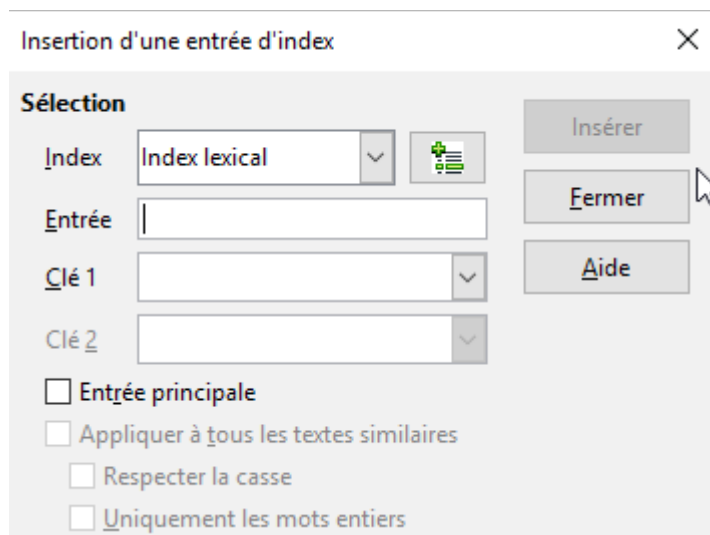 Insertion d'une entrée d'index
Sélection
Insérer
Index Index lexical
Fermer
Entrée
Clé 1
Aide
Clé 2
Entrée principale
Appliquer à tous les textes similaires
Respecter la casse
Uniquement les mots entiers